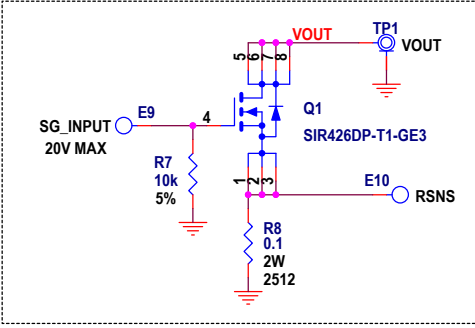 VOUT
TP1
VOUT
5
6
7
8
E9
4
Q1
SG_INPUT
SIR426DP-T1-GE3
20V MAX
R7
10k
5%
1
2
3
E10
RSNS
R8
0.1
2W
2512